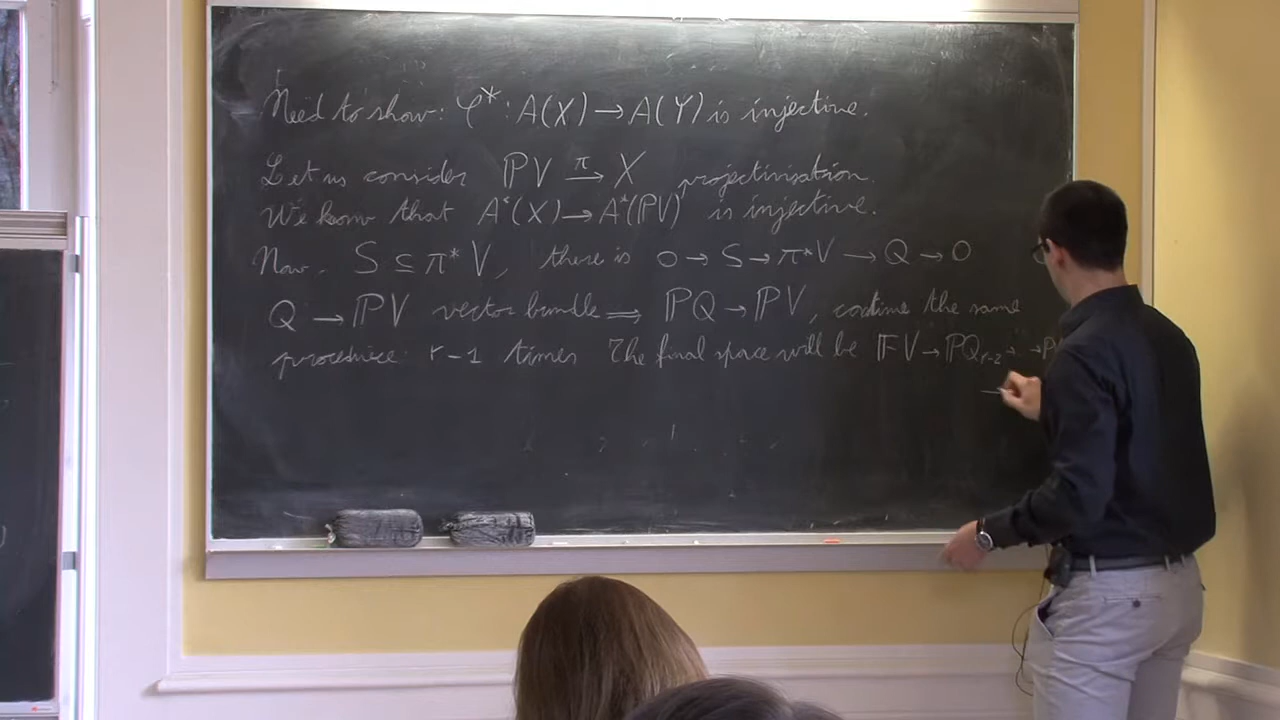 Need to show: φ* : A(X) → A(Y) is injective.
Let us consider ℙV →^π X projectivisation.
We know that A*(X) → A*(ℙV) is injective.
Now, S ⊆ π*V, there is 0 → S → π*V → Q → 0
Q → ℙV vector bundle ⟹ ℙQ → ℙV, continue the same
procedure r-1 times The final space will be 𝔽V → ℙQ_{r-2} → … → P